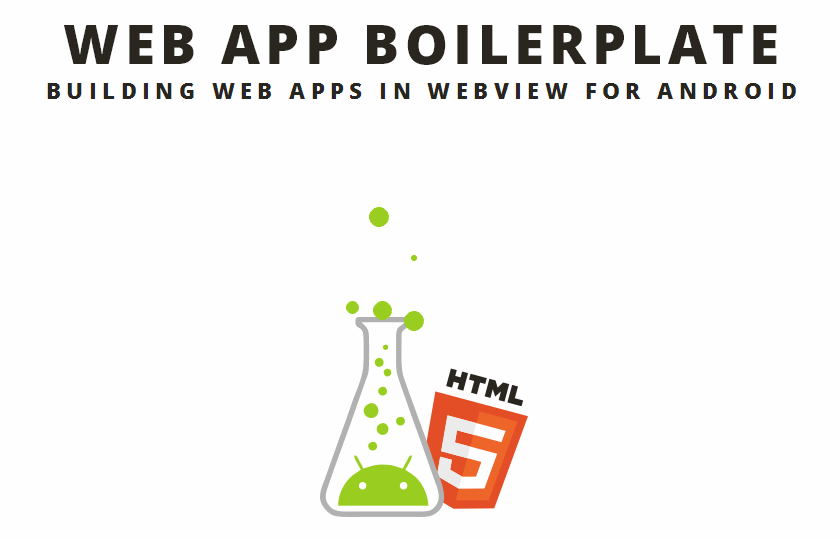 WEB APP BOILERPLATE
BUILDING WEB APPS IN WEBVIEW FOR ANDROID
HTML
5